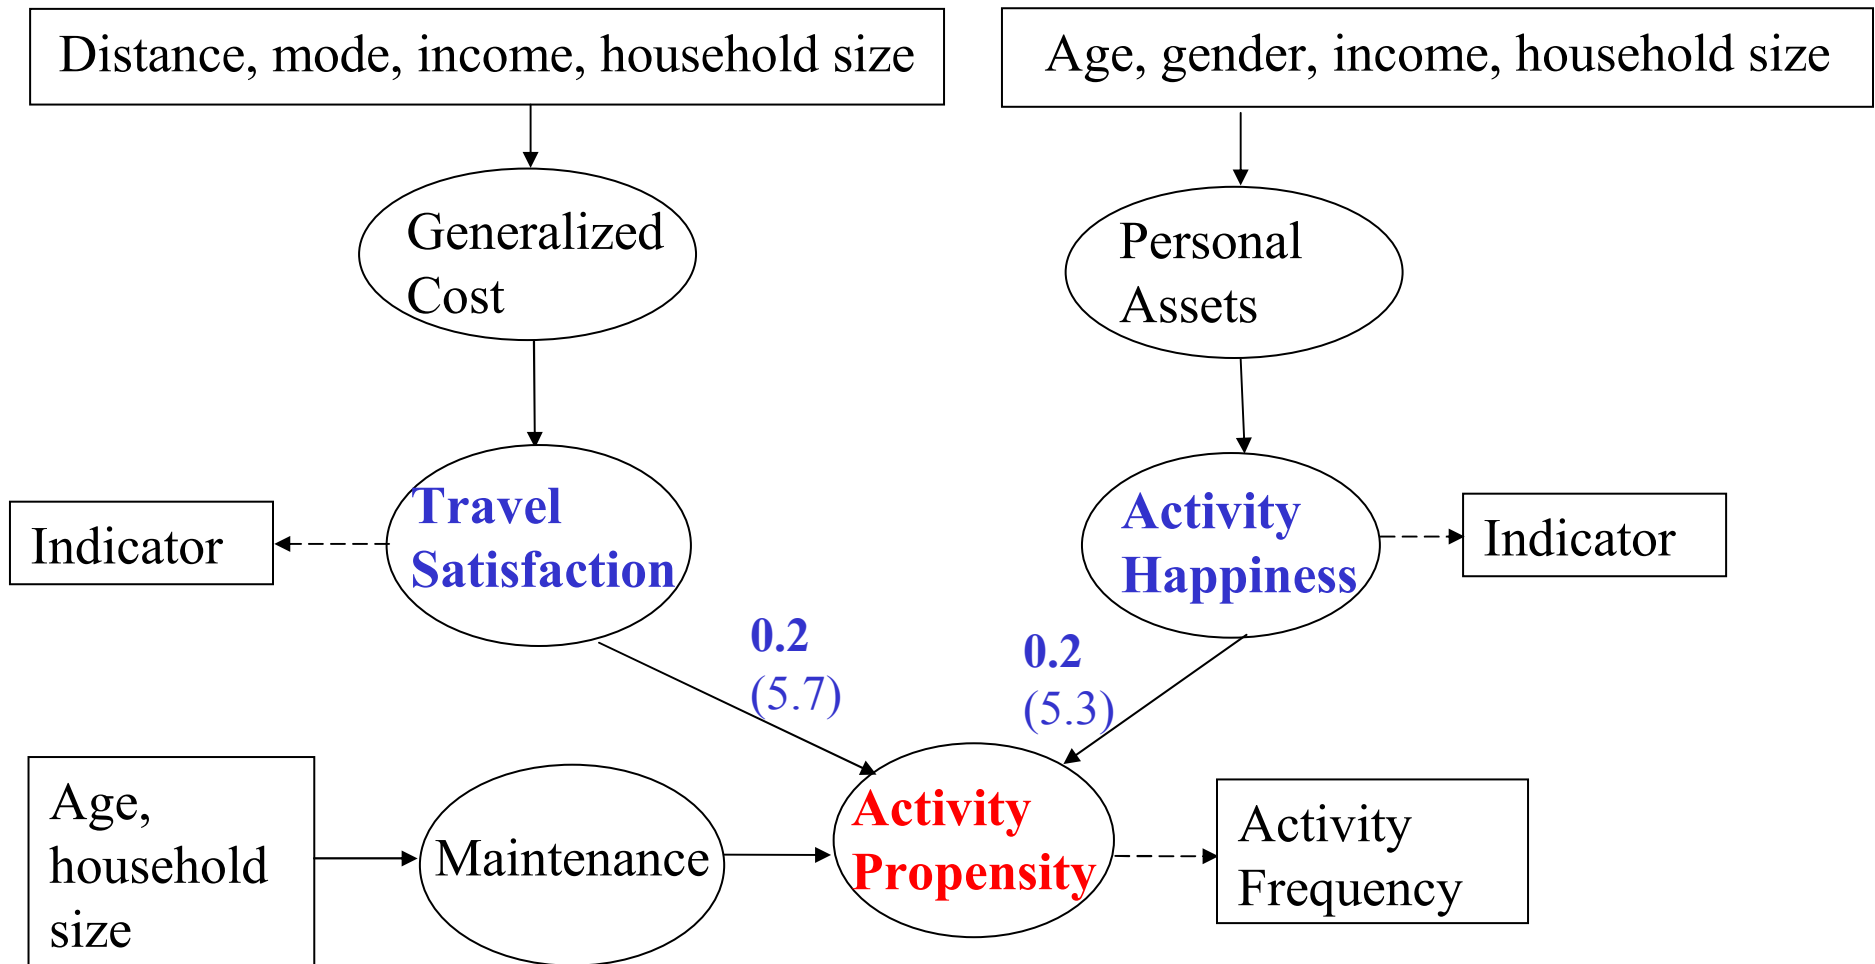 Distance, mode, income, household size
Age, gender, income, household size
Generalized
Cost
Personal
Assets
Indicator
Travel
Satisfaction
Activity
Happiness
Indicator
0.2
(5.7)
0.2
(5.3)
Age,
household
size
Maintenance
Activity
Propensity
Activity
Frequency